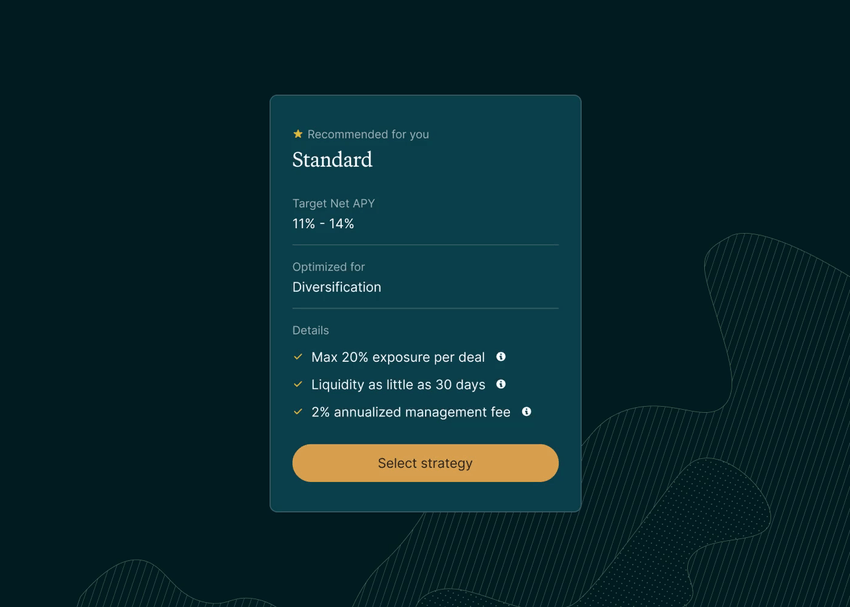 Recommended for you
Standard
Target Net APY
11% - 14%
Optimized for
Diversification
Details
Max 20% exposure per deal
Liquidity as little as 30 days
2% annualized management fee
Select strategy